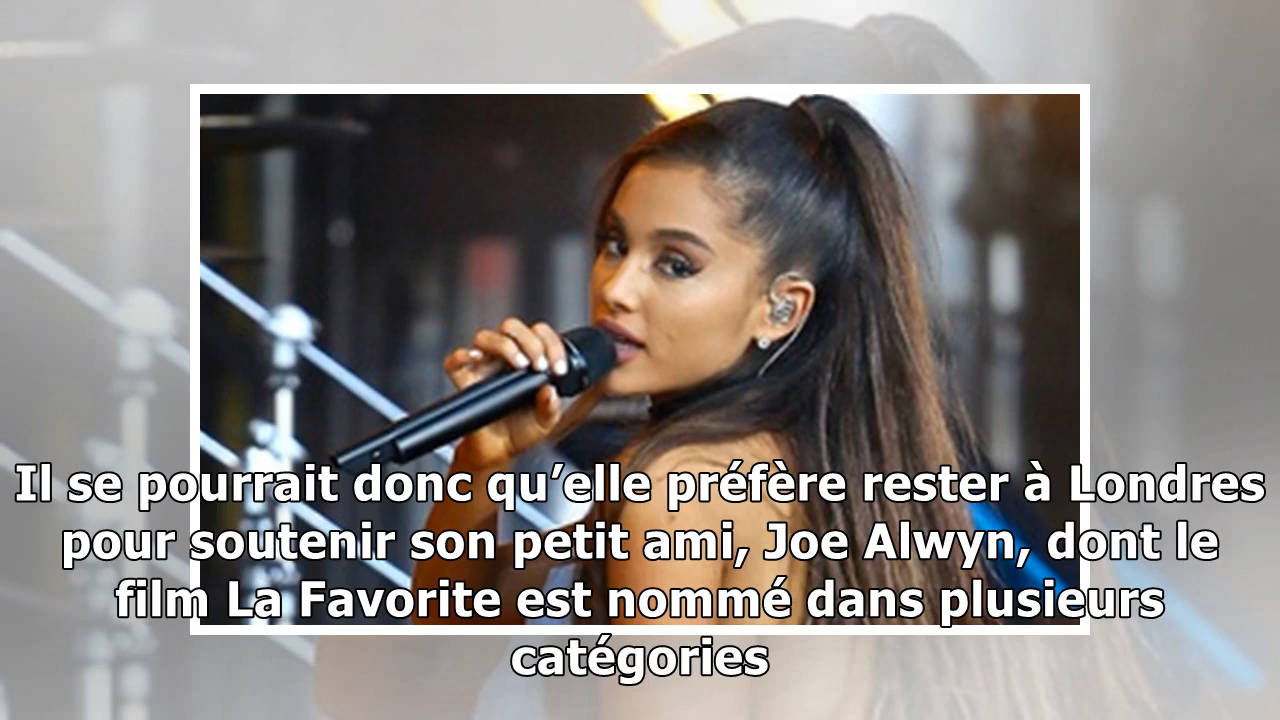 Il se pourrait donc qu’elle préfère rester à Londres
pour soutenir son petit ami, Joe Alwyn, dont le
film La Favorite est nommé dans plusieurs
catégories